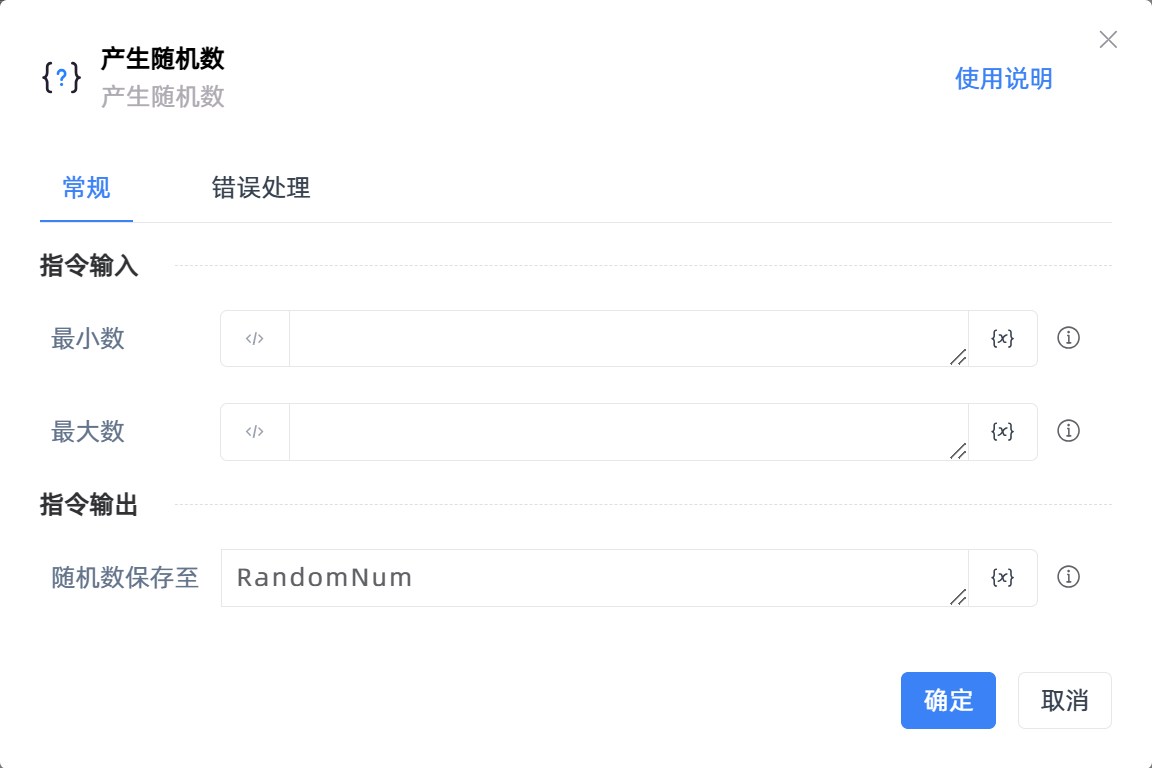 {?}
产生随机数
产生随机数
使用说明
常规
错误处理
指令输入
最小数
</>
{x}
最大数
</>
{x}
指令输出
随机数保存至
RandomNum
{x}
确定
取消